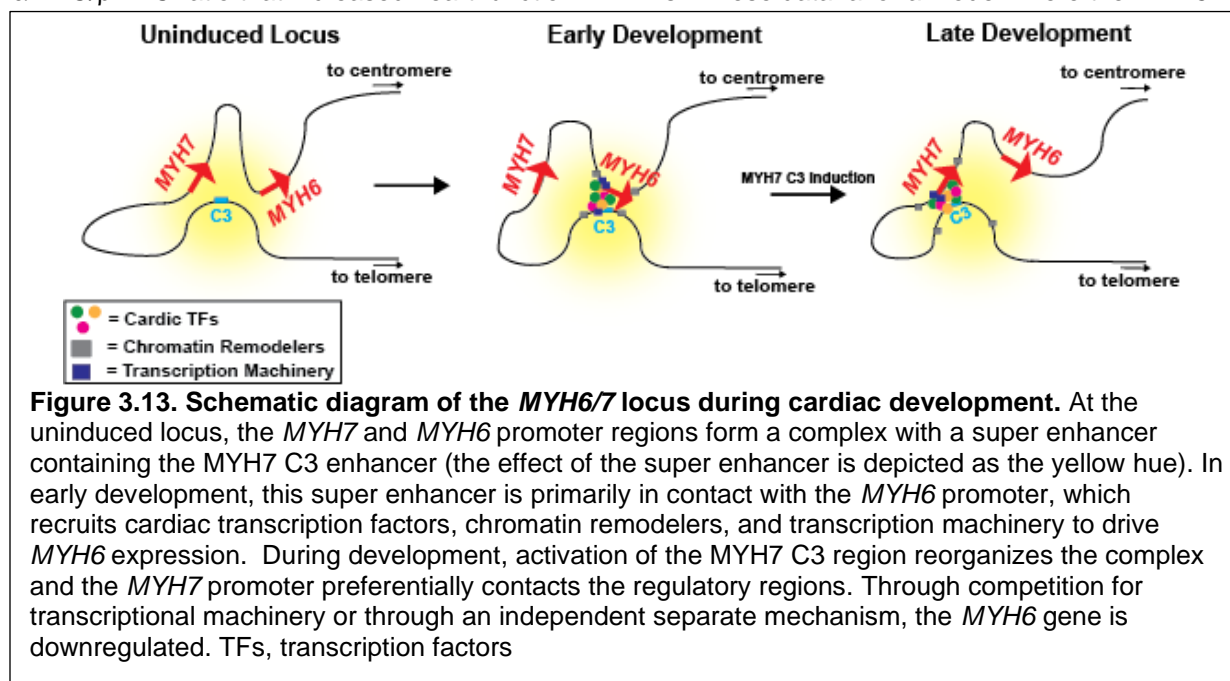 Uninduced Locus
Early Development
Late Development
to centromere
to centromere
to centromere
MYH7
MYH6
C3
MYH7
MYH6
C3
MYH7 C3 Induction
MYH7
MYH6
C3
to telomere
to telomere
to telomere
= Cardic TFs
= Chromatin Remodelers
= Transcription Machinery
Figure 3.13. Schematic diagram of the MYH6/7 locus during cardiac development. At the
uninduced locus, the MYH7 and MYH6 promoter regions form a complex with a super enhancer
containing the MYH7 C3 enhancer (the effect of the super enhancer is depicted as the yellow hue). In
early development, this super enhancer is primarily in contact with the MYH6 promoter, which
recruits cardiac transcription factors, chromatin remodelers, and transcription machinery to drive
MYH6 expression. During development, activation of the MYH7 C3 region reorganizes the complex
and the MYH7 promoter preferentially contacts the regulatory regions. Through competition for
transcriptional machinery or through an independent separate mechanism, the MYH6 gene is
downregulated. TFs, transcription factors